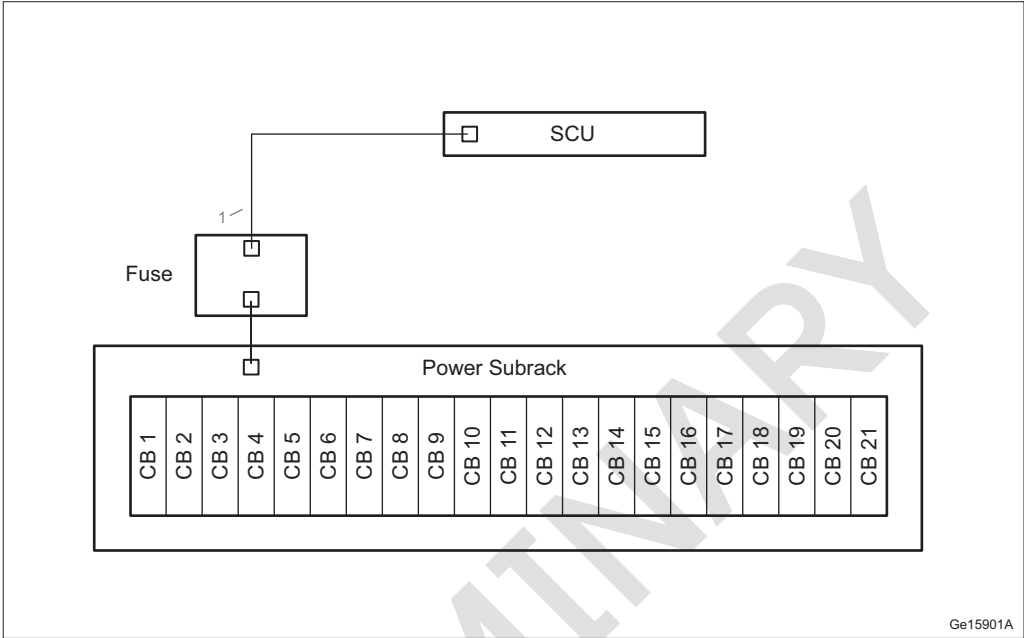 SCU
1
Fuse
Power Subrack
CB 1
CB 2
CB 3
CB 4
CB 5
CB 6
CB 7
CB 8
CB 9
CB 10
CB 11
CB 12
CB 13
CB 14
CB 15
CB 16
CB 17
CB 18
CB 19
CB 20
CB 21
MINARY
Ge15901A